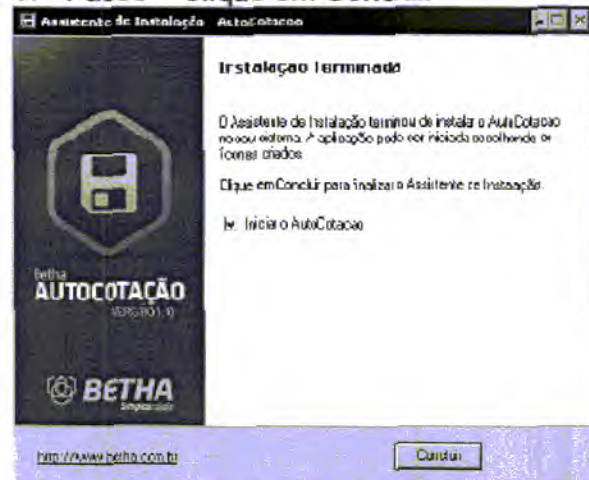 Assistente de Instalação AutoCotacao
Instalação Terminada
O Assistente de Instalação terminou de instalar o AutoCotacao
no seu sistema. A aplicação pode ser iniciada escolhendo os
ícones criados.
Clique em Concluir para finalizar o Assistente de Instalação.
Iniciar o AutoCotacao
Betha
AUTOCOTAÇÃO
BETHA
http://www.betha.com.br
Concluir